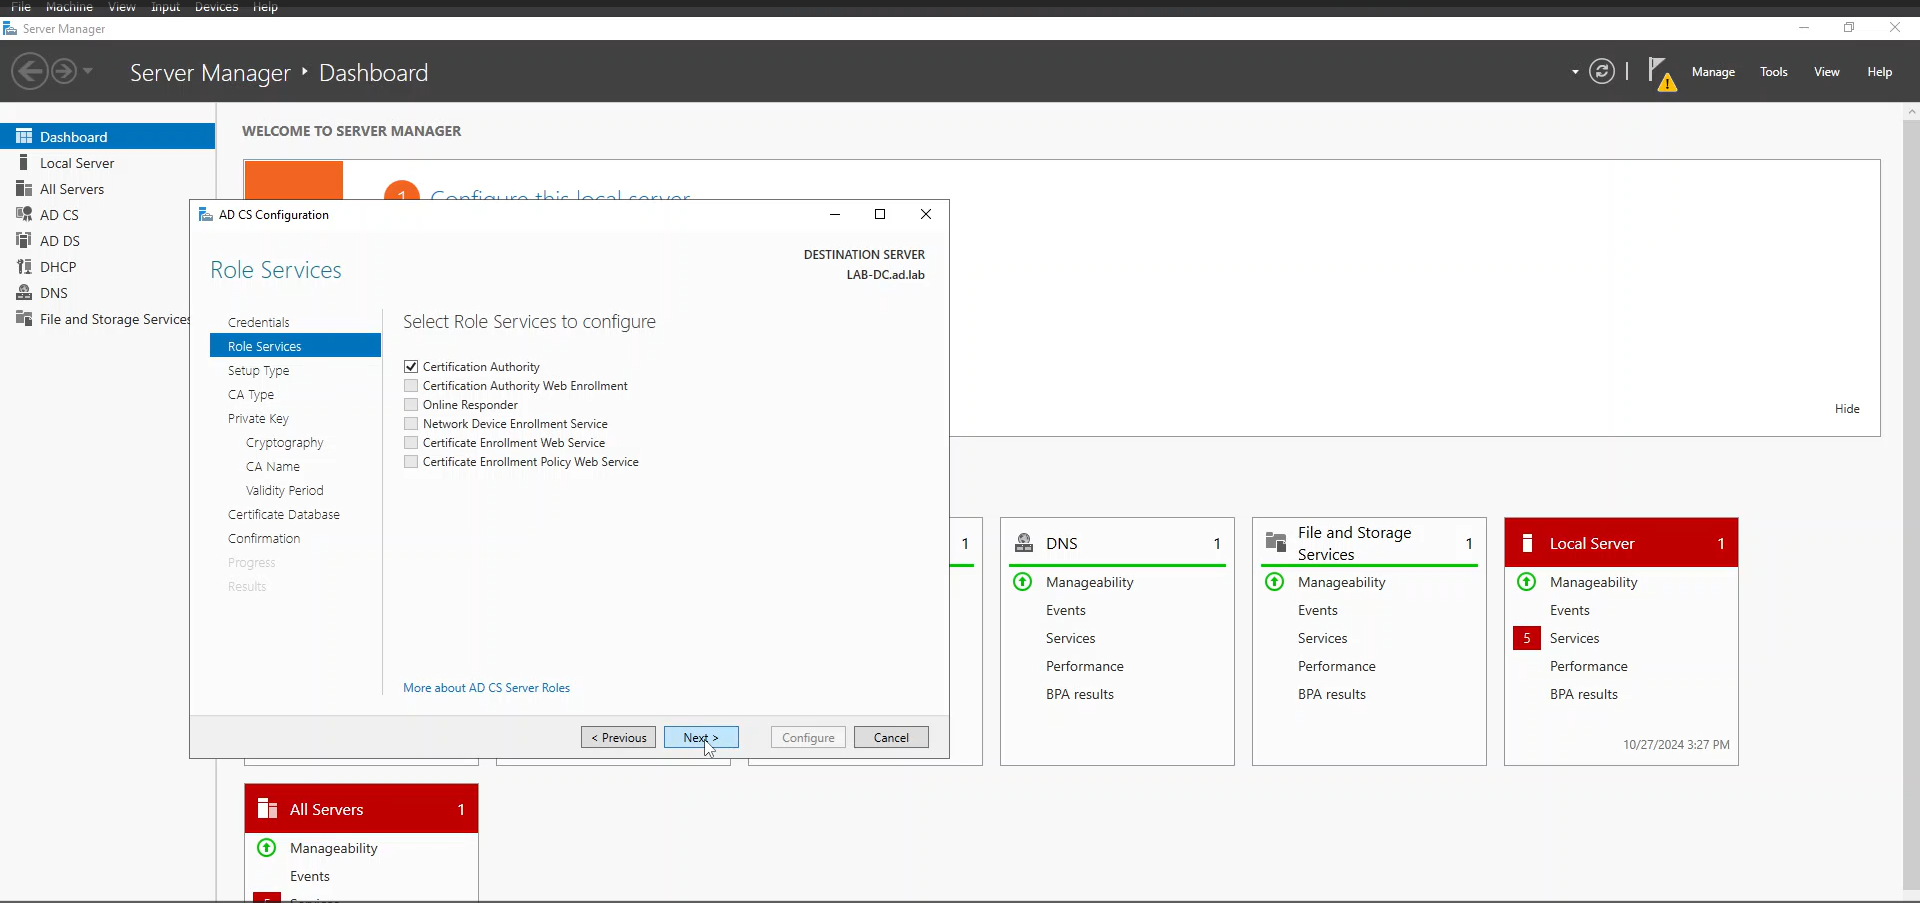 File Machine View Input Devices Help
Server Manager
Server Manager Dashboard
Manage Tools View Help
Dashboard
Local Server
All Servers
AD CS
AD DS
DHCP
DNS
File and Storage Services
WELCOME TO SERVER MANAGER
1 Configure this local server
Hide
AD CS Configuration
Role Services
DESTINATION SERVER
LAB-DC.ad.lab
Credentials
Role Services
Setup Type
CA Type
Private Key
Cryptography
CA Name
Validity Period
Certificate Database
Confirmation
Progress
Results
Select Role Services to configure
Certification Authority
Certification Authority Web Enrollment
Online Responder
Network Device Enrollment Service
Certificate Enrollment Web Service
Certificate Enrollment Policy Web Service
More about AD CS Server Roles
< Previous Next > Configure Cancel
1
DNS 1
Manageability
Events
Services
Performance
BPA results
File and Storage Services 1
Manageability
Events
Services
Performance
BPA results
Local Server 1
Manageability
Events
5 Services
Performance
BPA results
10/27/2024 3:27 PM
All Servers 1
Manageability
Events